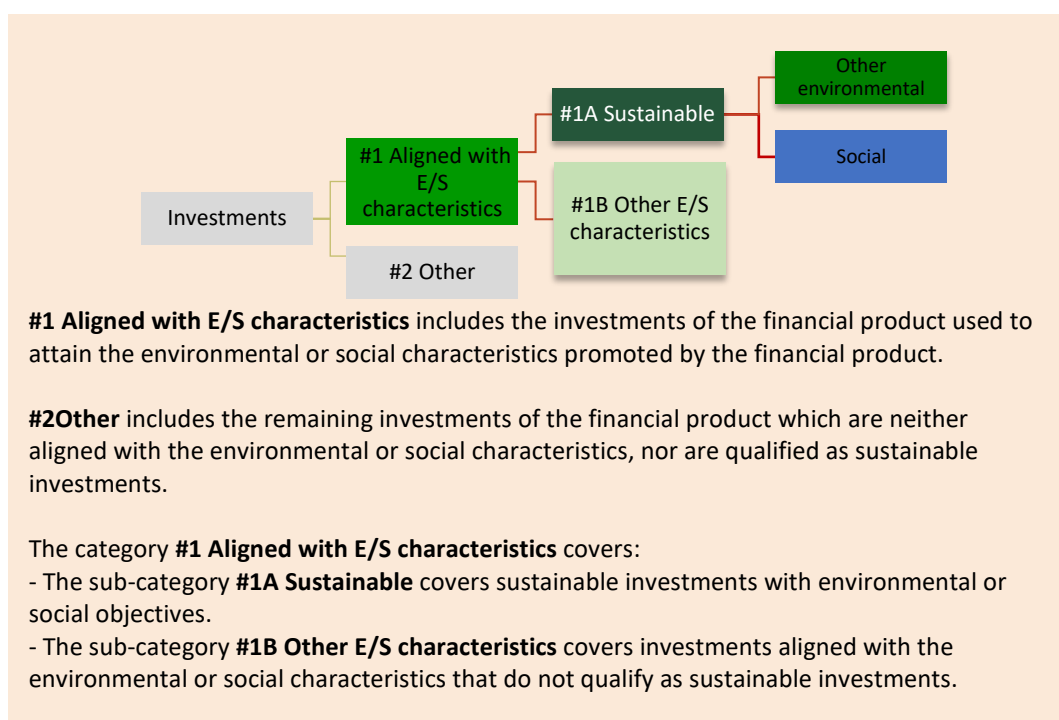 Other
environmental
#1A Sustainable
Social
#1 Aligned with
E/S
characteristics
#1B Other E/S
characteristics
Investments
#2 Other
#1 Aligned with E/S characteristics includes the investments of the financial product used to
attain the environmental or social characteristics promoted by the financial product.
#2Other includes the remaining investments of the financial product which are neither
aligned with the environmental or social characteristics, nor are qualified as sustainable
investments.
The category #1 Aligned with E/S characteristics covers:
- The sub-category #1A Sustainable covers sustainable investments with environmental or
social objectives.
- The sub-category #1B Other E/S characteristics covers investments aligned with the
environmental or social characteristics that do not qualify as sustainable investments.